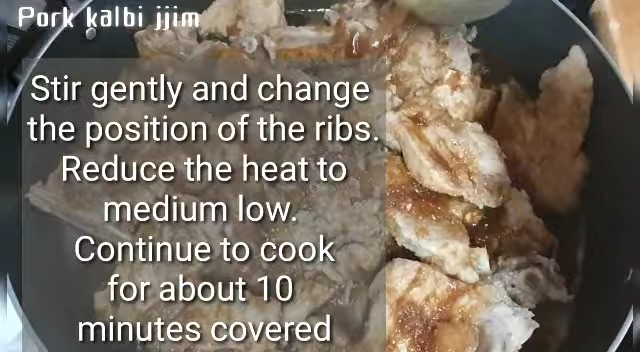 Pork kalbi jjim
Stir gently and change
the position of the ribs.
Reduce the heat to
medium low.
Continue to cook
for about 10
minutes covered